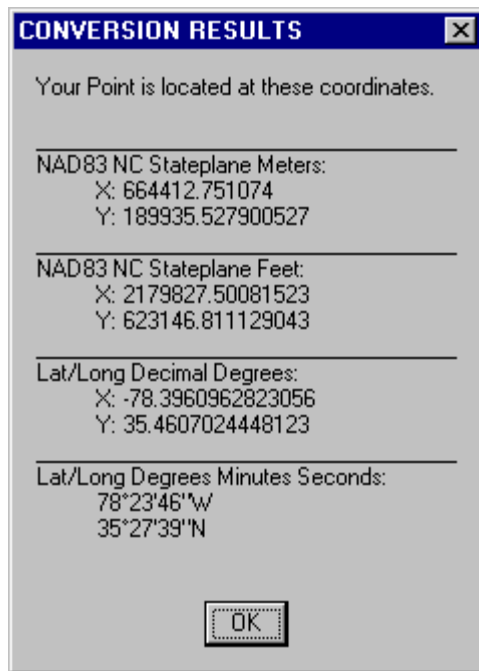 CONVERSION RESULTS
Your Point is located at these coordinates.
NAD83 NC Stateplane Meters:
X: 664412.751074
Y: 189935.527900527
NAD83 NC Stateplane Feet:
X: 2179827.50081523
Y: 623146.811129043
Lat/Long Decimal Degrees:
X: -78.3960962823056
Y: 35.4607024448123
Lat/Long Degrees Minutes Seconds:
78°23'46"W
35°27'39"N
OK